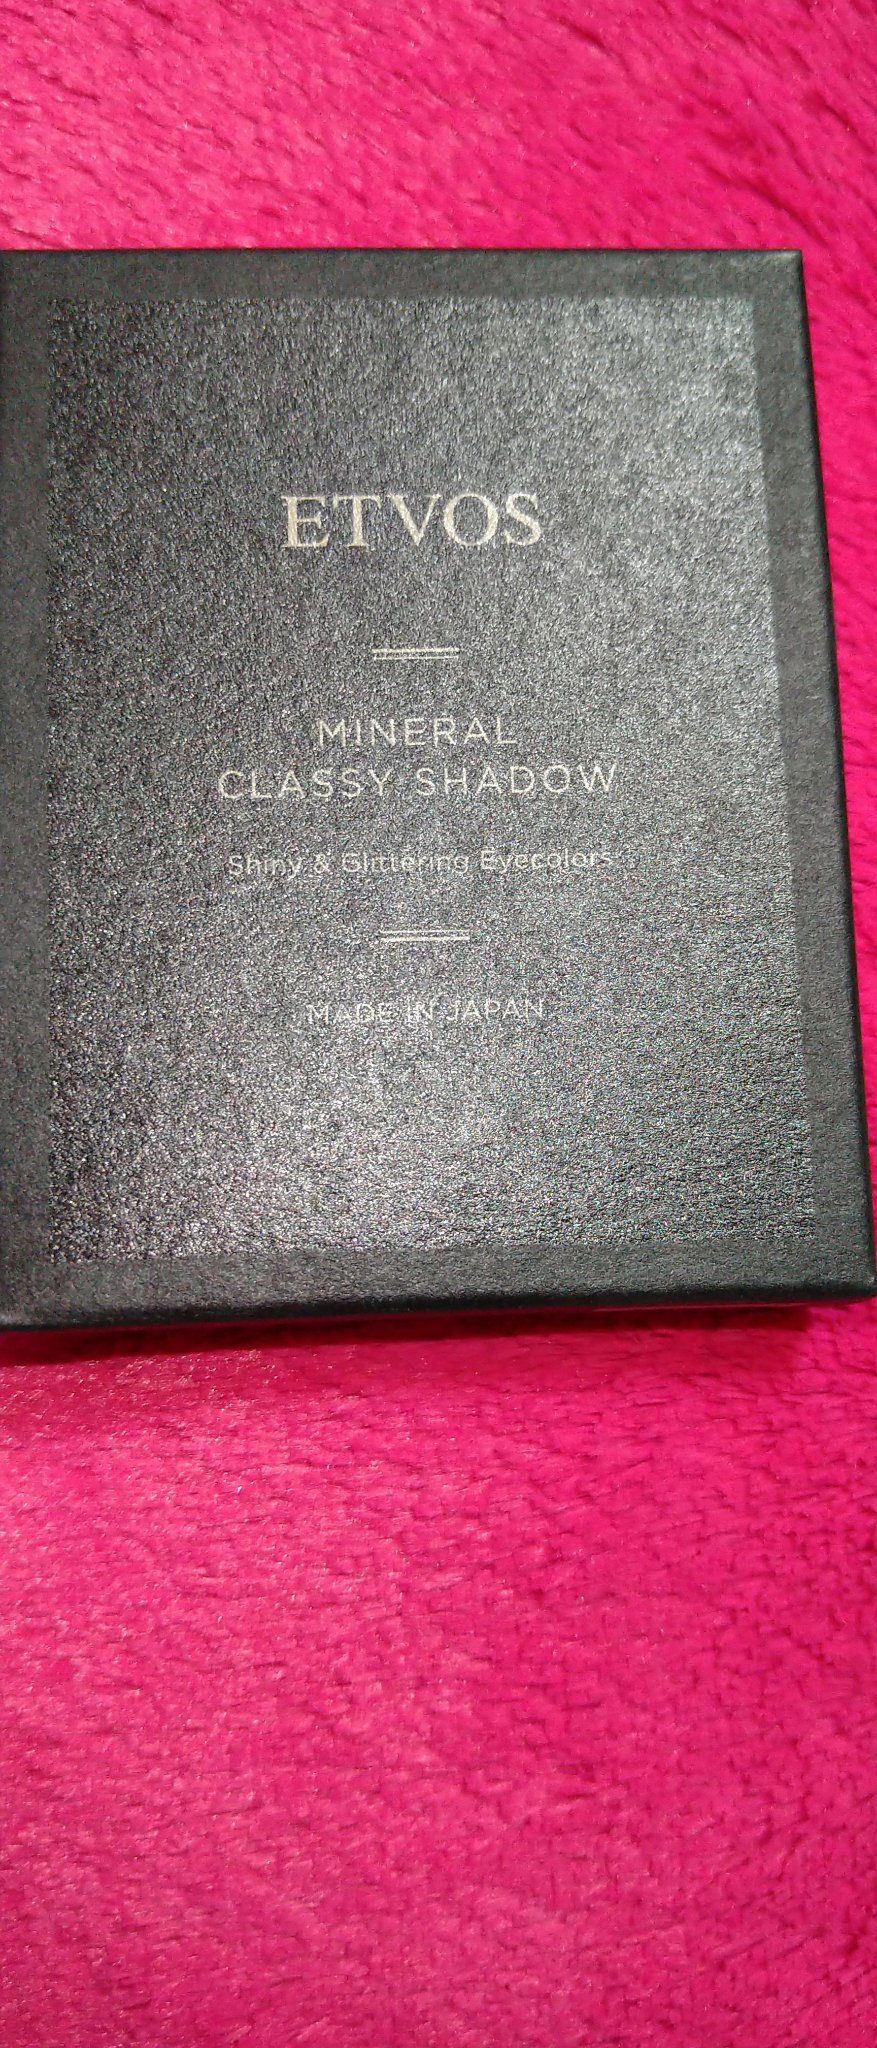 ETVOS
MINERAL
CLASSY SHADOW
Shiny & Glittering Eyecolors
MADE IN JAPAN